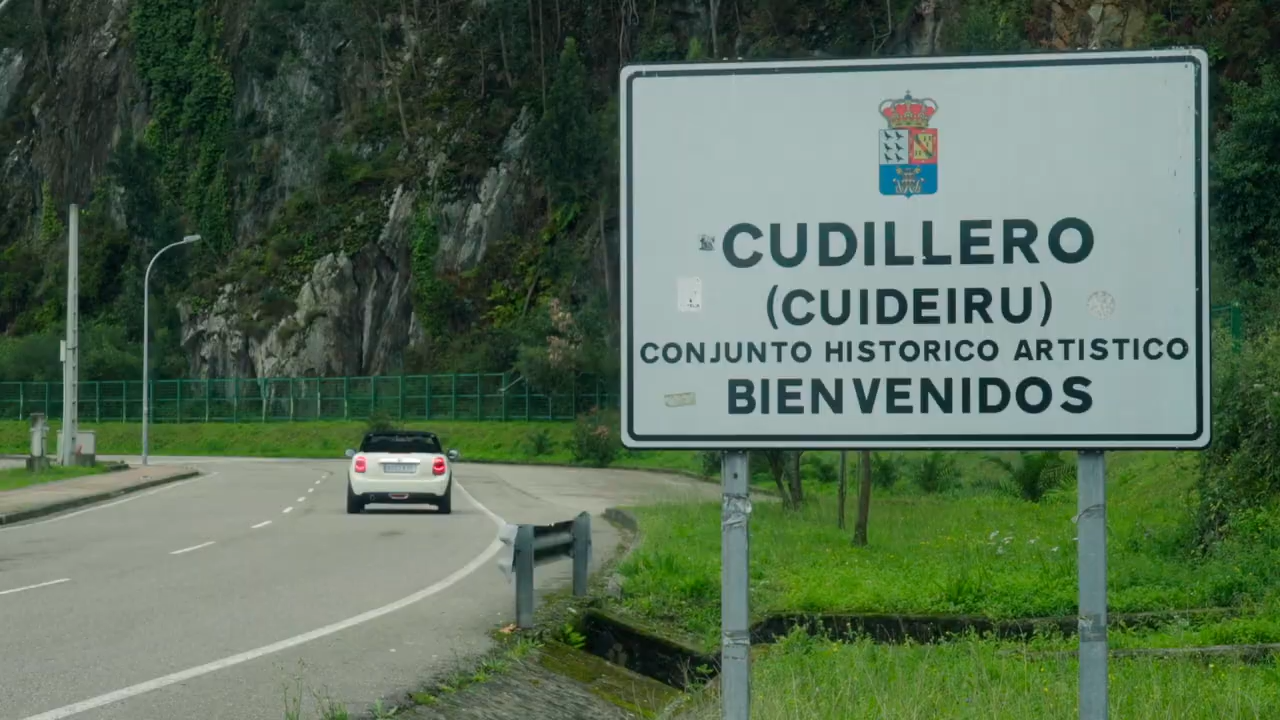 CUDILLERO
(CUIDEIRU)
CONJUNTO HISTORICO ARTISTICO
BIENVENIDOS